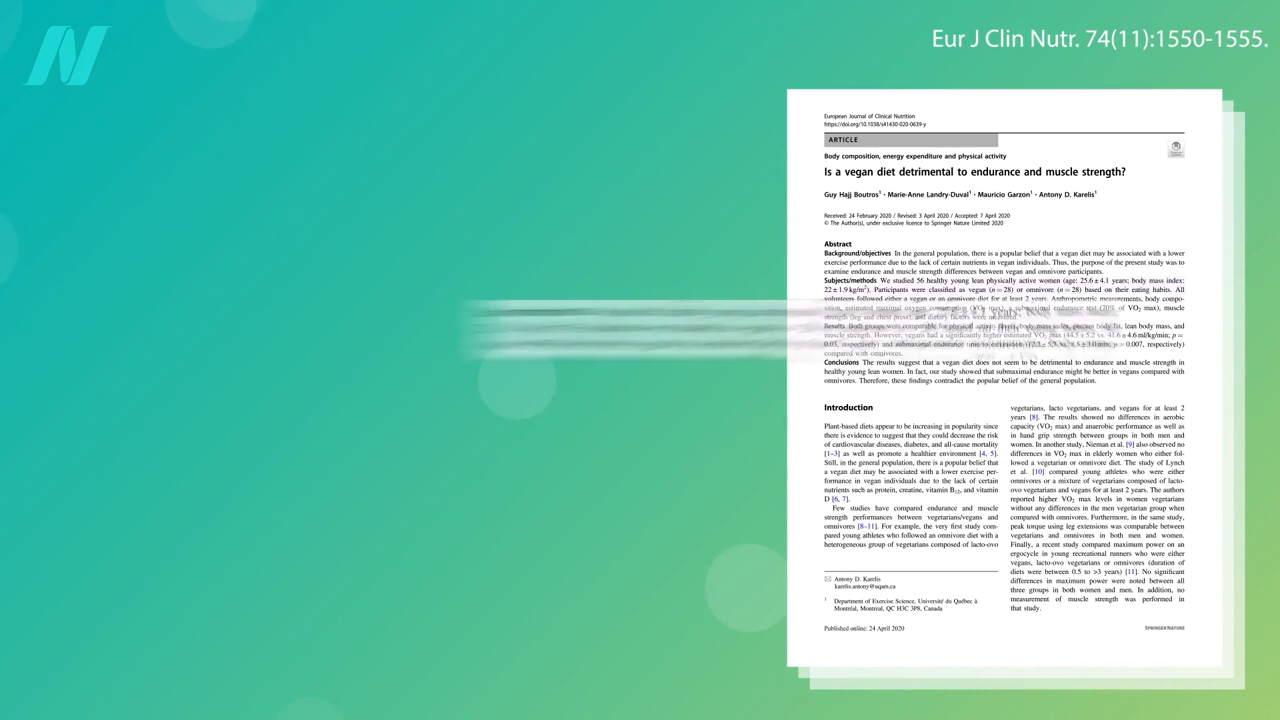 Eur J Clin Nutr. 74(11):1550-1555.
European Journal of Clinical Nutrition
https://doi.org/10.1038/s41430-020-0639-y
ARTICLE
Body composition, energy expenditure and physical activity
Is a vegan diet detrimental to endurance and muscle strength?
Guy Hajj Boutros¹ · Marie-Anne Landry-Duval¹ · Mauricio Garzon¹ · Antony D. Karelis¹
Received: 24 February 2020 / Revised: 3 April 2020 / Accepted: 7 April 2020
© The Author(s), under exclusive licence to Springer Nature Limited 2020
Abstract
Background/objectives In the general population, there is a popular belief that a vegan diet may be associated with a lower
exercise performance due to the lack of certain nutrients in vegan individuals. Thus, the purpose of the present study was to
examine endurance and muscle strength differences between vegan and omnivore participants.
Subjects/methods We studied 56 healthy young lean physically active women (age: 25.6 ± 4.1 years; body mass index:
22 ± 1.9 kg/m²). Participants were classified as vegan (n = 28) or omnivore (n = 28) based on their eating habits. All
volunteers followed either a vegan or an omnivore diet for at least 2 years. Anthropometric measurements, body compo-
sition, estimated maximal oxygen consumption (VO₂ max), a submaximal endurance test (70% of VO₂ max), muscle
strength (leg and chest press), and dietary factors were measured.
Results Both groups were comparable for physical activity levels, body mass index, percent body fat, lean body mass, and
muscle strength. However, vegans had a significantly higher estimated VO₂ max (44.5 ± 5.2 vs. 41.6 ± 4.6 ml/kg/min; p =
0.03, respectively) and submaximal endurance time to exhaustion (12.2 ± 5.7 vs. 8.8 ± 3.0 min; p = 0.007, respectively)
compared with omnivores.
Conclusions The results suggest that a vegan diet does not seem to be detrimental to endurance and muscle strength in
healthy young lean women. In fact, our study showed that submaximal endurance might be better in vegans compared with
omnivores. Therefore, these findings contradict the popular belief of the general population.
Introduction
Plant-based diets appear to be increasing in popularity since
there is evidence to suggest that they could decrease the risk
of cardiovascular diseases, diabetes, and all-cause mortality
[1–3] as well as promote a healthier environment [4, 5].
Still, in the general population, there is a popular belief that
a vegan diet may be associated with a lower exercise per-
formance in vegan individuals due to the lack of certain
nutrients such as protein, creatine, vitamin B₁₂, and vitamin
D [6, 7].
Few studies have compared endurance and muscle
strength performances between vegetarians/vegans and
omnivores [8–11]. For example, the very first study com-
pared young athletes who followed an omnivore diet with a
heterogeneous group of vegetarians composed of lacto-ovo
vegetarians, lacto vegetarians, and vegans for at least 2
years [8]. The results showed no differences in aerobic
capacity (VO₂ max) and anaerobic performance as well as
in hand grip strength between groups in both men and
women. In another study, Nieman et al. [9] also observed no
differences in VO₂ max in elderly women who either fol-
lowed a vegetarian or omnivore diet. The study of Lynch
et al. [10] compared young athletes who were either
omnivores or a mixture of vegetarians composed of lacto-
ovo vegetarians and vegans for at least 2 years. The authors
reported higher VO₂ max levels in women vegetarians
without any differences in the men vegetarian group when
compared with omnivores. Furthermore, in the same study,
peak torque using leg extensions was comparable between
vegetarians and omnivores in both men and women.
Finally, a recent study compared maximum power on an
ergocycle in young recreational runners who were either
vegans, lacto-ovo vegetarians or omnivores (duration of
diets were between 0.5 to >3 years) [11]. No significant
differences in maximum power were noted between all
three groups in both women and men. In addition, no
measurement of muscle strength was performed in
that study.
Antony D. Karelis
karelis.antony@uqam.ca
¹ Department of Exercise Science, Université du Québec à
Montréal, Montreal, QC H3C 3P8, Canada
Published online: 24 April 2020
SPRINGER NATURE